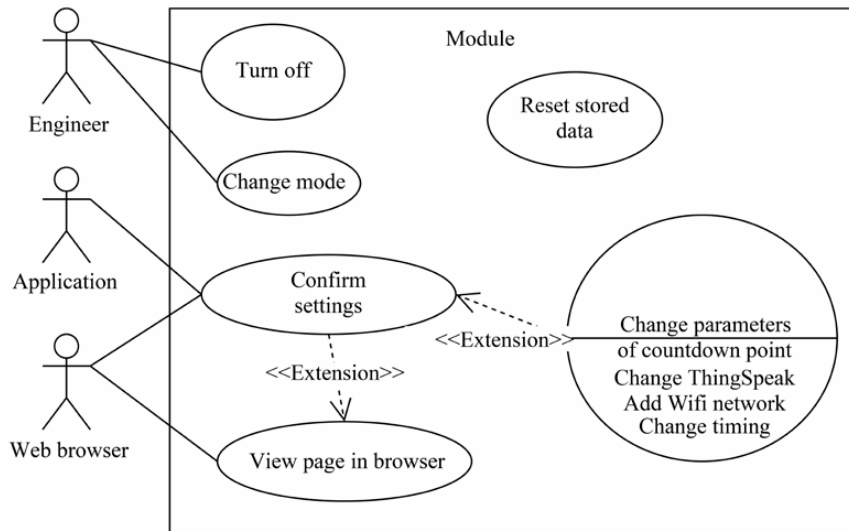 Module
Turn off
Reset stored
data
Engineer
Change mode
Application
Confirm
settings
<<Extension>>
Change parameters
of countdown point
Change ThingSpeak
Add Wifi network
Change timing
<<Extension>>
Web browser
View page in browser